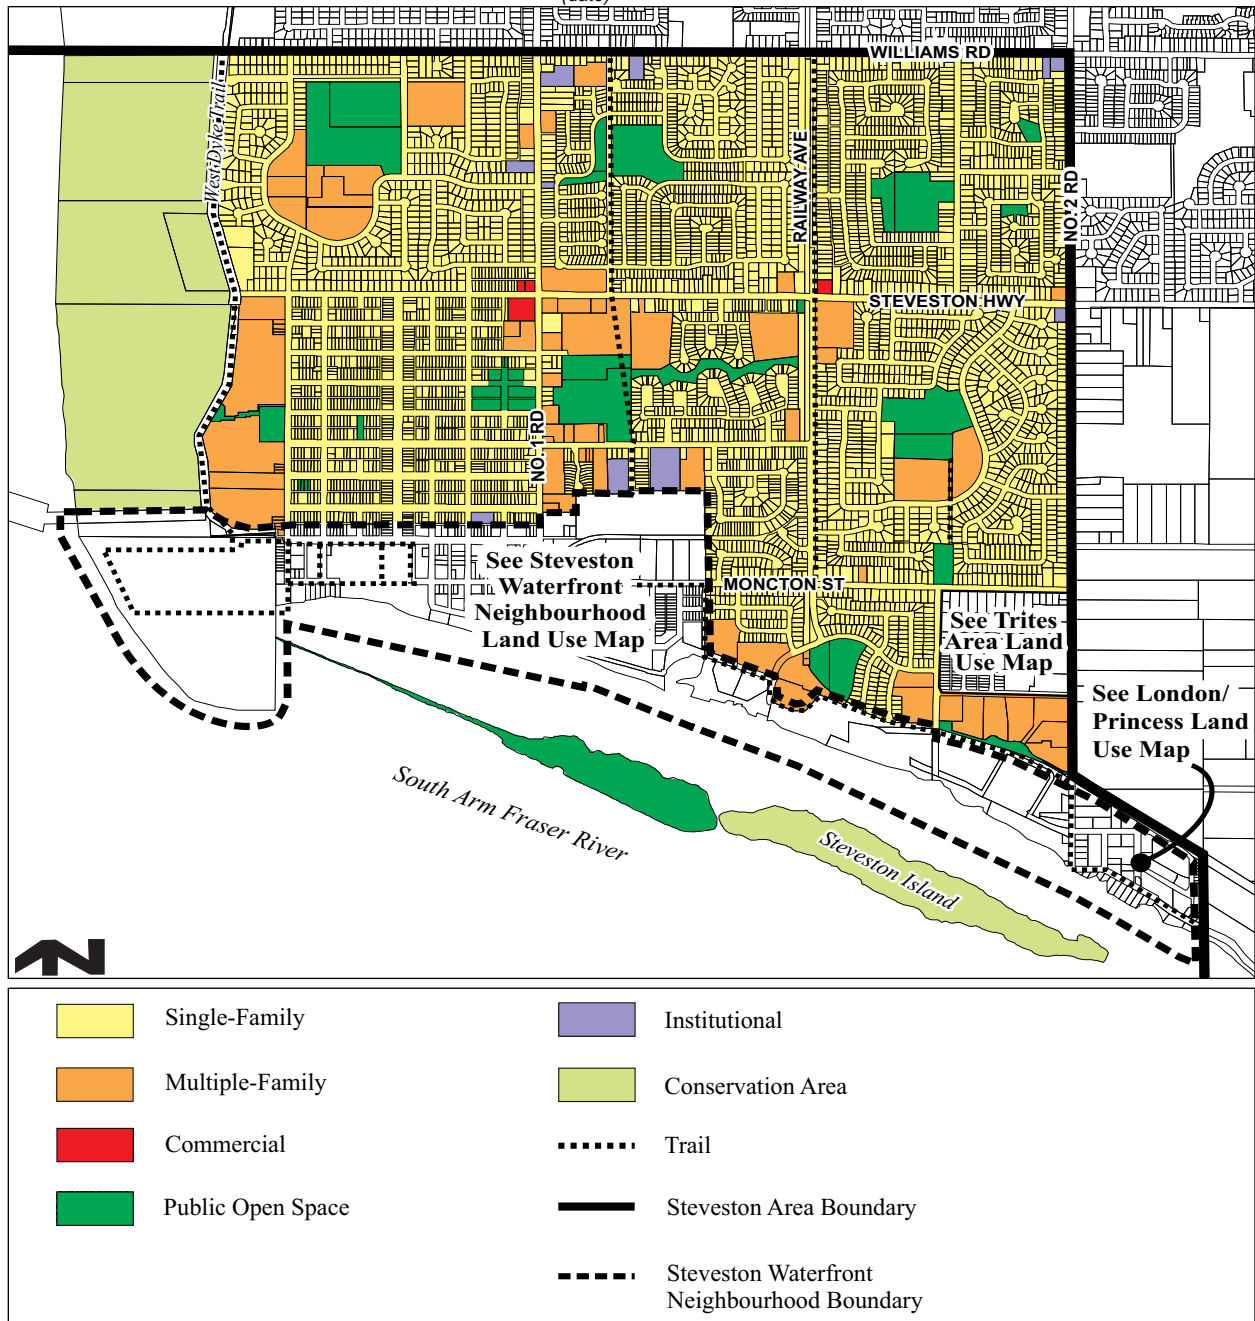 (date)
WILLIAMS RD
West Dyke Trail
RAILWAY AVE
NO. 2 RD
STEVESTON HWY
NO. 1 RD
See Steveston
Waterfront
Neighbourhood
Land Use Map
MONCTON ST
See Trites
Area Land
Use Map
See London/
Princess Land
Use Map
South Arm Fraser River
Steveston Island
N
Single-Family
Multiple-Family
Commercial
Public Open Space
Institutional
Conservation Area
Trail
Steveston Area Boundary
Steveston Waterfront
Neighbourhood Boundary